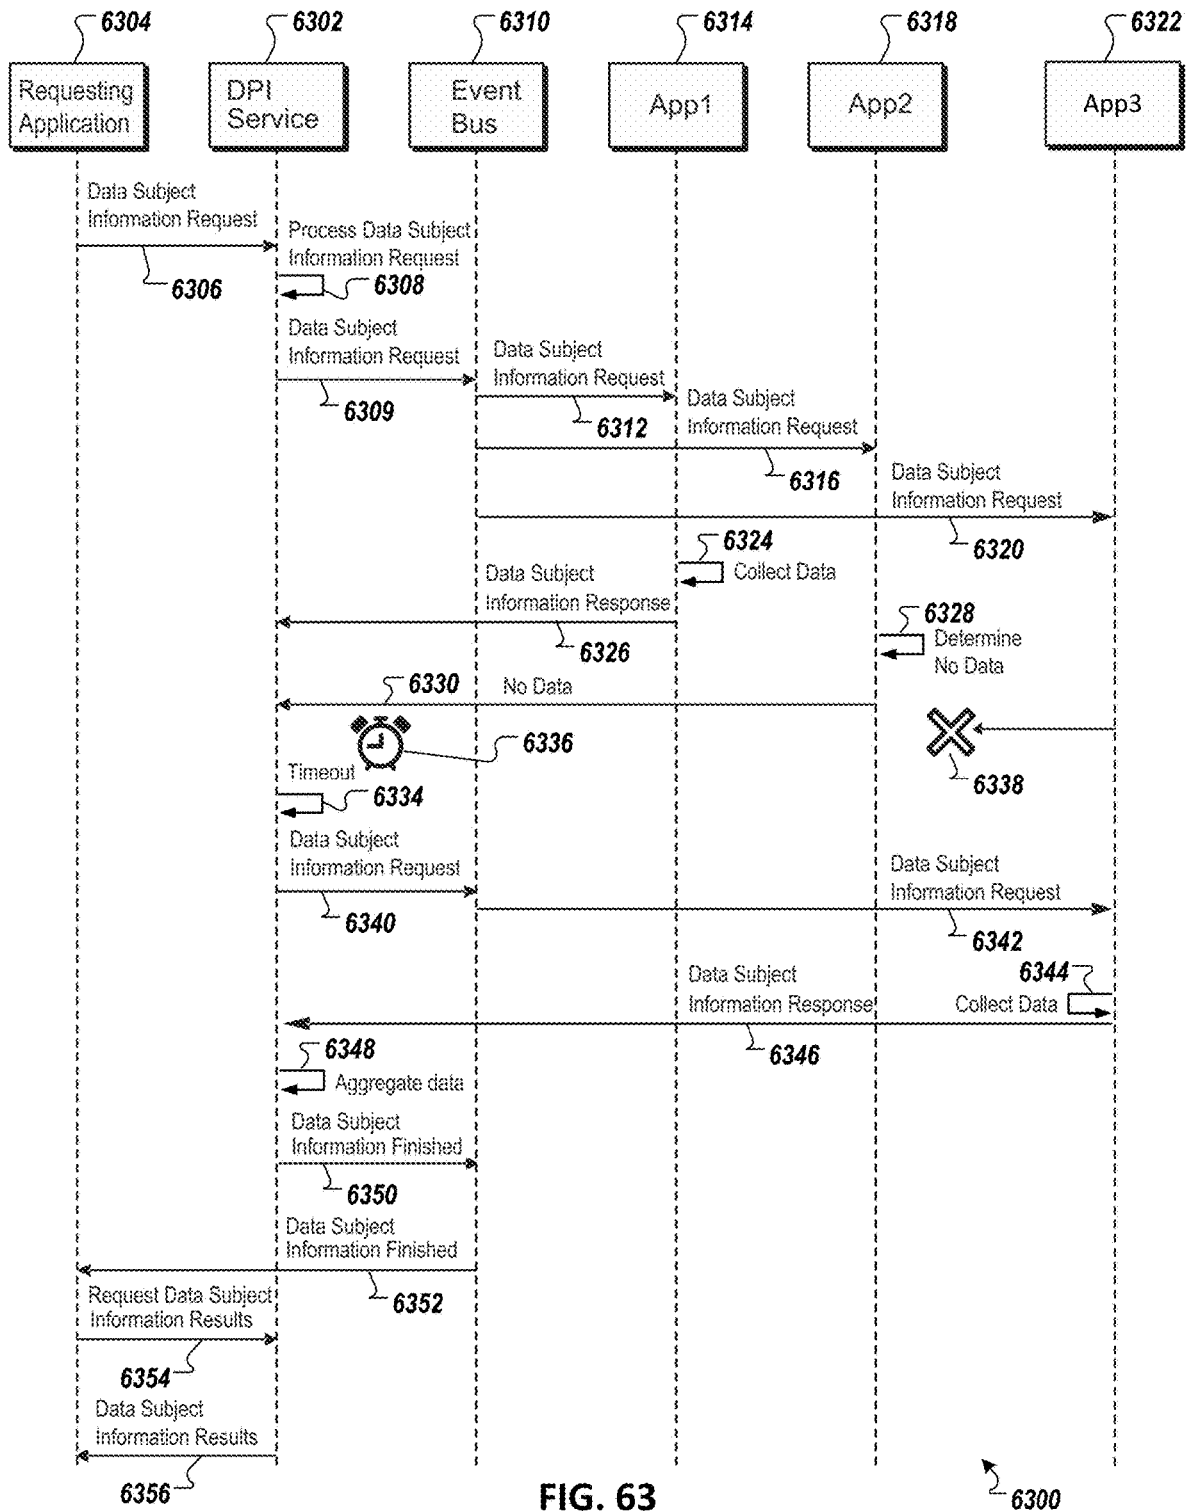 6304
6302
6310
6314
6318
6322
Requesting
Application
DPI
Service
Event
Bus
App1
App2
App3
Data Subject
Information Request
6306
Process Data Subject
Information Request
6308
Data Subject
Information Request
6309
Data Subject
Information Request
6312
Data Subject
Information Request
6316
Data Subject
Information Request
6320
6324
Collect Data
Data Subject
Information Response
6326
6328
Determine
No Data
6330
No Data
6336
6338
Timeout
6334
Data Subject
Information Request
6340
Data Subject
Information Request
6342
6344
Collect Data
Data Subject
Information Response
6346
6348
Aggregate data
Data Subject
Information Finished
6350
Data Subject
Information Finished
6352
Request Data Subject
Information Results
6354
Data Subject
Information Results
6356
FIG. 63
6300